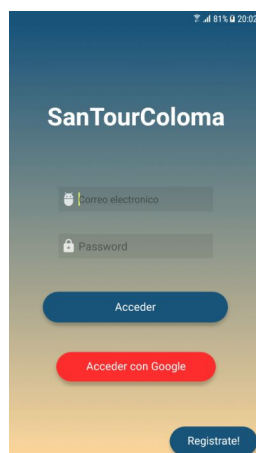 81% 20:02
SanTourColoma
Correo electronico
Password
Acceder
Acceder con Google
Registrate!